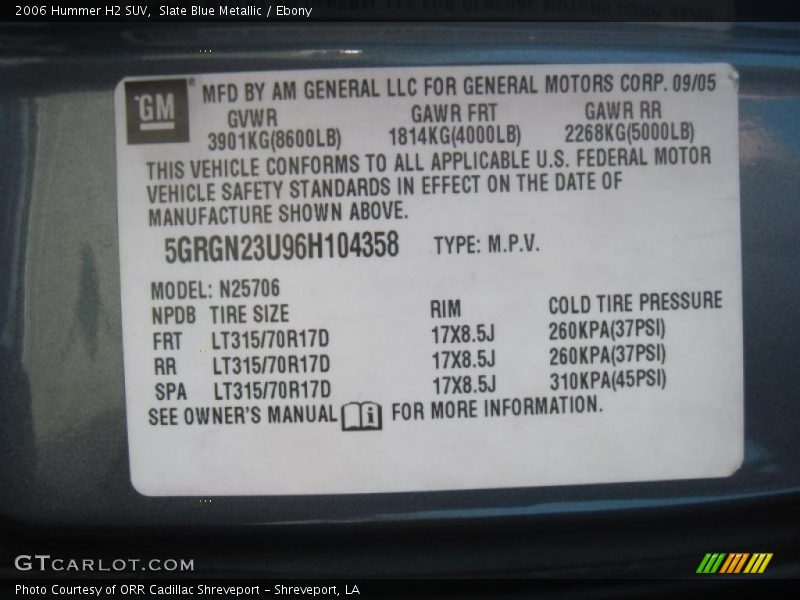 2006 Hummer H2 SUV,  Slate Blue Metallic / Ebony
GM
MFD BY AM GENERAL LLC FOR GENERAL MOTORS CORP. 09/05
GVWR GAWR FRT GAWR RR
3901KG(8600LB) 1814KG(4000LB) 2268KG(5000LB)
THIS VEHICLE CONFORMS TO ALL APPLICABLE U.S. FEDERAL MOTOR
VEHICLE SAFETY STANDARDS IN EFFECT ON THE DATE OF
MANUFACTURE SHOWN ABOVE.
5GRGN23U96H104358 TYPE: M.P.V.
MODEL: N25706
NPDB TIRE SIZE RIM COLD TIRE PRESSURE
FRT LT315/70R17D 17X8.5J 260KPA(37PSI)
RR LT315/70R17D 17X8.5J 260KPA(37PSI)
SPA LT315/70R17D 17X8.5J 310KPA(45PSI)
SEE OWNER'S MANUAL i FOR MORE INFORMATION.
GTCARLOT.COM
Photo Courtesy of ORR Cadillac Shreveport - Shreveport, LA